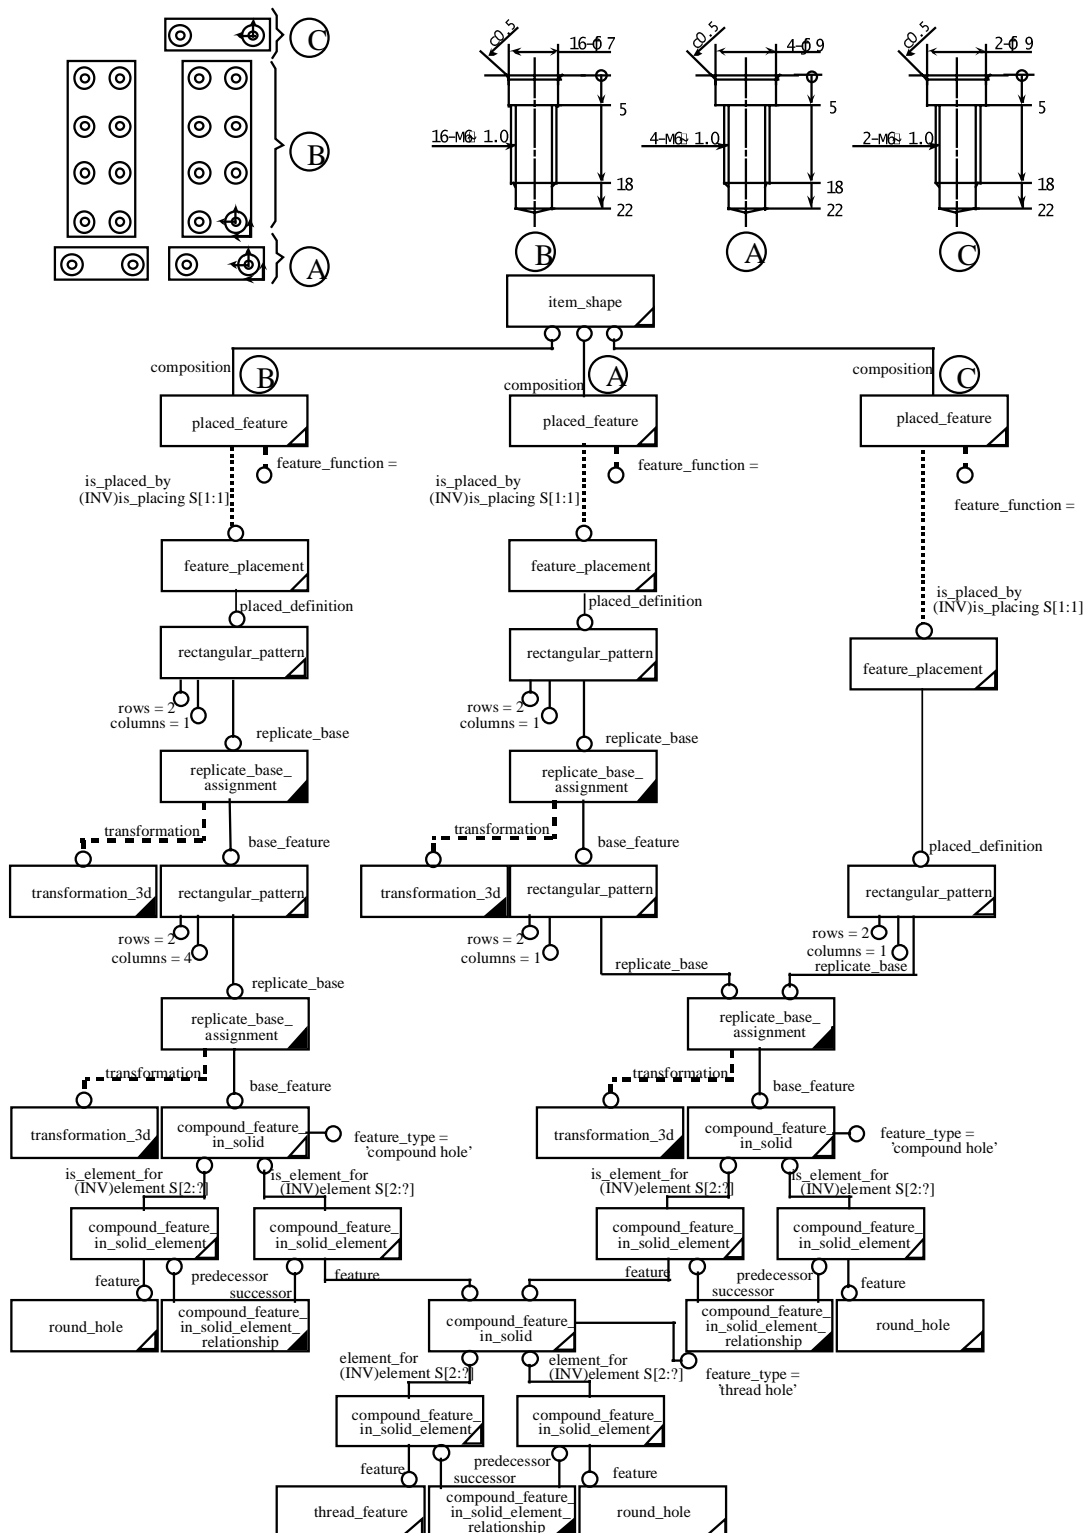 C
B
A
c0.5
16-ϕ7
5
16-M6 1.0
18
22
B
c0.5
4-ϕ9
5
4-M6 1.0
18
22
A
c0.5
2-ϕ9
5
2-M6 1.0
18
22
C
item_shape
composition
B
composition
A
composition
C
placed_feature
placed_feature
placed_feature
feature_function =
feature_function =
feature_function =
is_placed_by
(INV)is_placing S[1:1]
is_placed_by
(INV)is_placing S[1:1]
is_placed_by
(INV)is_placing S[1:1]
feature_placement
feature_placement
feature_placement
placed_definition
placed_definition
rectangular_pattern
rectangular_pattern
rows = 2
columns = 1
rows = 2
columns = 1
replicate_base
replicate_base
replicate_base_
assignment
replicate_base_
assignment
transformation
base_feature
transformation
base_feature
placed_definition
transformation_3d
rectangular_pattern
transformation_3d
rectangular_pattern
rectangular_pattern
rows = 2
columns = 4
rows = 2
columns = 1
rows = 2
columns = 1
replicate_base
replicate_base
replicate_base
replicate_base_
assignment
replicate_base_
assignment
transformation
base_feature
transformation
base_feature
transformation_3d
compound_feature_
in_solid
feature_type =
'compound hole'
transformation_3d
compound_feature_
in_solid
feature_type =
'compound hole'
is_element_for
(INV)element S[2:?]
is_element_for
(INV)element S[2:?]
is_element_for
(INV)element S[2:?]
is_element_for
(INV)element S[2:?]
compound_feature_
in_solid_element
compound_feature_
in_solid_element
compound_feature_
in_solid_element
compound_feature_
in_solid_element
feature
predecessor
successor
feature
feature
predecessor
successor
feature
round_hole
compound_feature_
in_solid_element_
relationship
compound_feature_
in_solid
compound_feature_
in_solid_element_
relationship
round_hole
element_for
(INV)element S[2:?]
element_for
(INV)element S[2:?]
feature_type =
'thread hole'
compound_feature_
in_solid_element
compound_feature_
in_solid_element
feature
predecessor
successor
feature
thread_feature
compound_feature_
in_solid_element_
relationship
round_hole